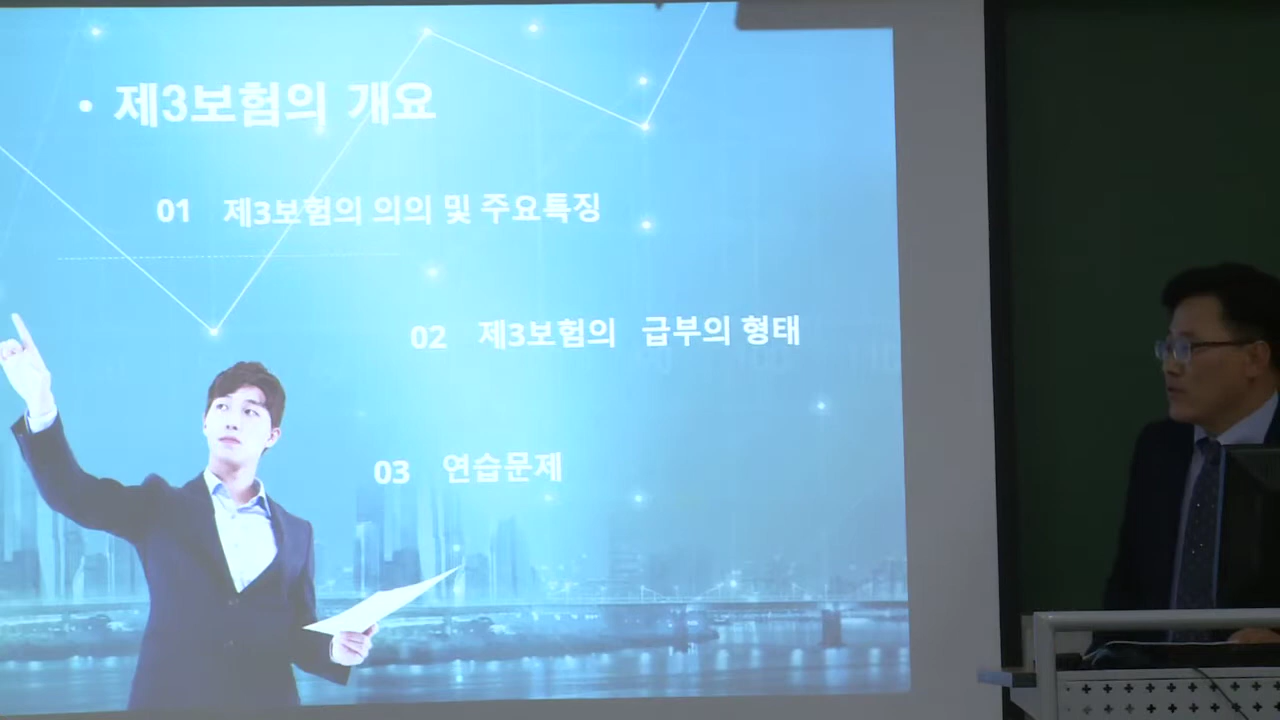 • 제3보험의 개요
01 제3보험의 의의 및 주요특징
02 제3보험의 급부의 형태
03 연습문제